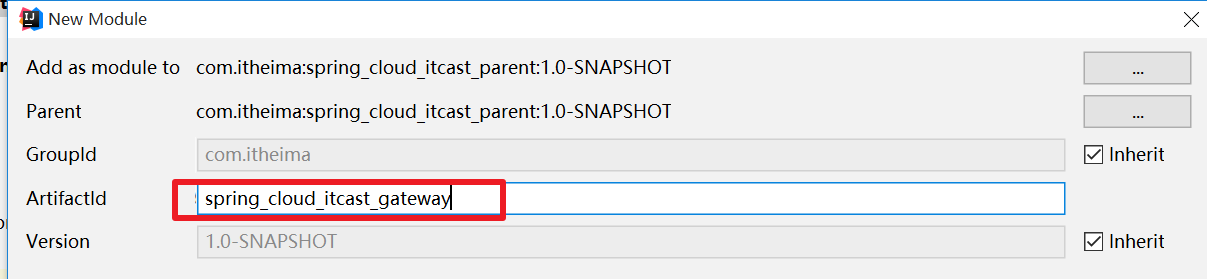 New Module
Add as module to com.itheima:spring_cloud_itcast_parent:1.0-SNAPSHOT ...
Parent com.itheima:spring_cloud_itcast_parent:1.0-SNAPSHOT ...
GroupId com.itheima Inherit
ArtifactId spring_cloud_itcast_gateway
Version 1.0-SNAPSHOT Inherit